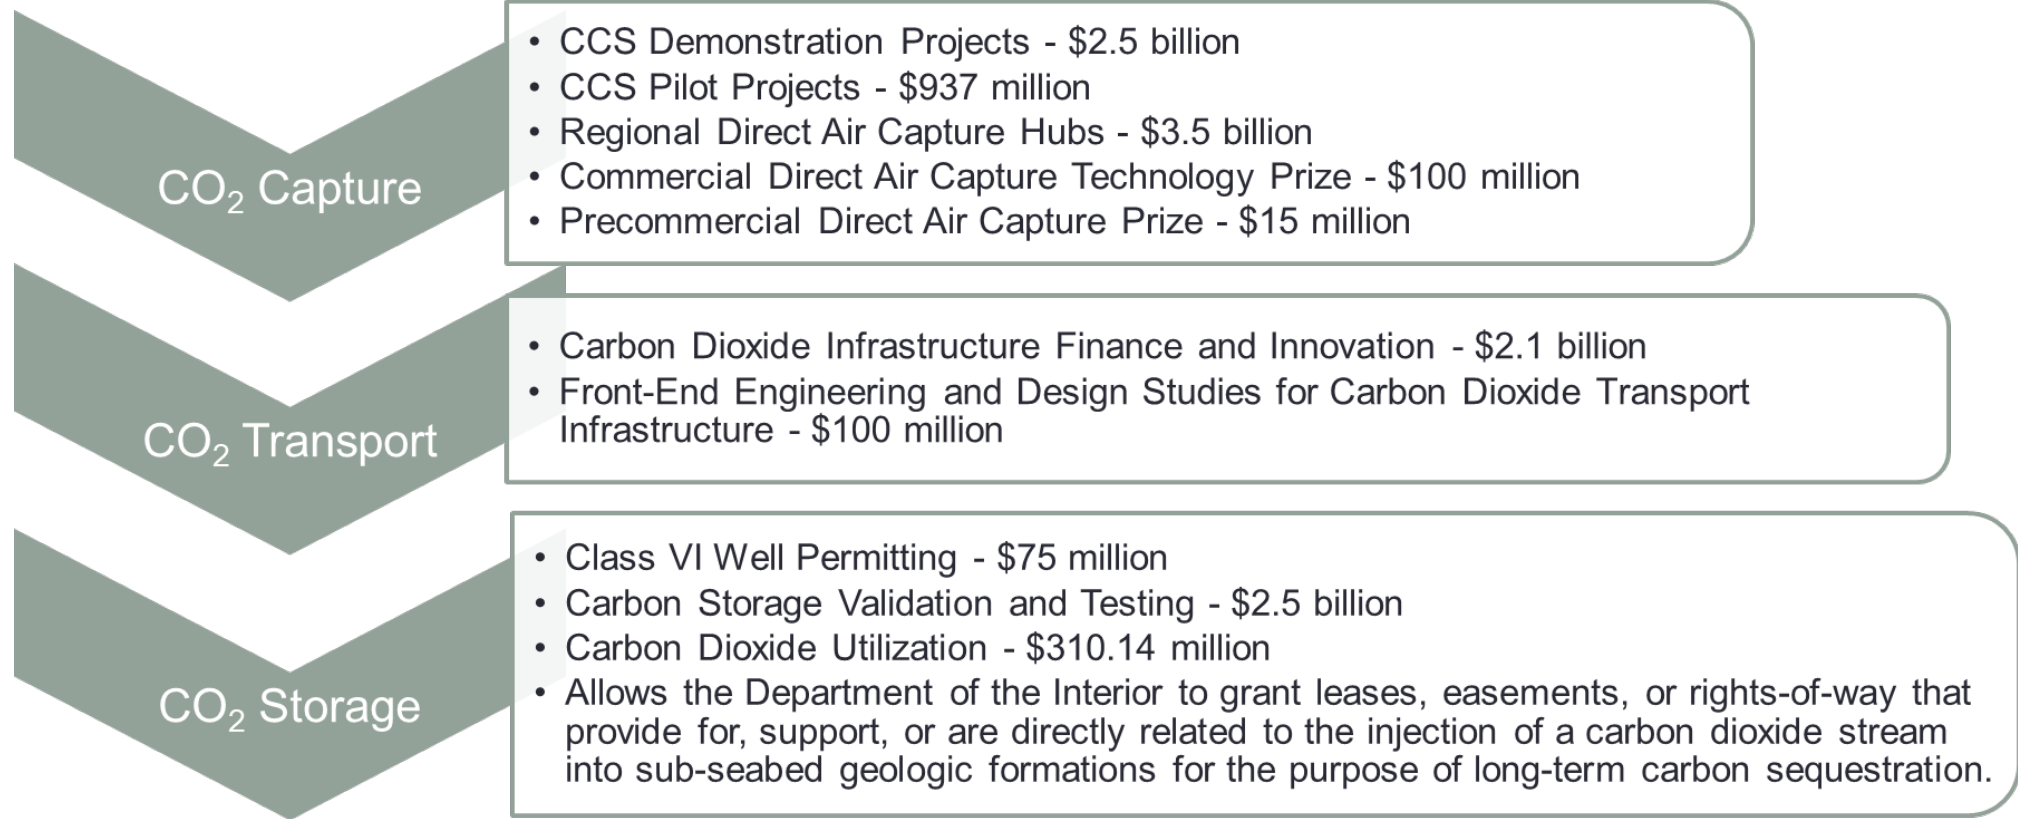 CO₂ Capture
• CCS Demonstration Projects - $2.5 billion
• CCS Pilot Projects - $937 million
• Regional Direct Air Capture Hubs - $3.5 billion
• Commercial Direct Air Capture Technology Prize - $100 million
• Precommercial Direct Air Capture Prize - $15 million
CO₂ Transport
• Carbon Dioxide Infrastructure Finance and Innovation - $2.1 billion
• Front-End Engineering and Design Studies for Carbon Dioxide Transport
Infrastructure - $100 million
CO₂ Storage
• Class VI Well Permitting - $75 million
• Carbon Storage Validation and Testing - $2.5 billion
• Carbon Dioxide Utilization - $310.14 million
• Allows the Department of the Interior to grant leases, easements, or rights-of-way that
provide for, support, or are directly related to the injection of a carbon dioxide stream
into sub-seabed geologic formations for the purpose of long-term carbon sequestration.